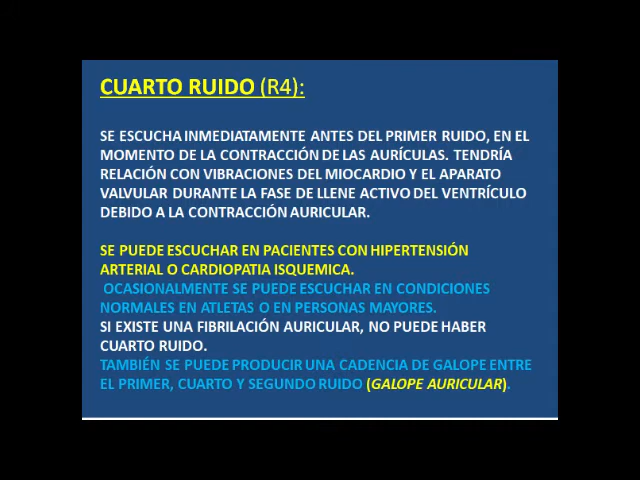 CUARTO RUIDO (R4):
SE ESCUCHA INMEDIATAMENTE ANTES DEL PRIMER RUIDO, EN EL
MOMENTO DE LA CONTRACCIÓN DE LAS AURÍCULAS. TENDRÍA
RELACIÓN CON VIBRACIONES DEL MIOCARDIO Y EL APARATO
VALVULAR DURANTE LA FASE DE LLENE ACTIVO DEL VENTRÍCULO
DEBIDO A LA CONTRACCIÓN AURICULAR.
SE PUEDE ESCUCHAR EN PACIENTES CON HIPERTENSIÓN
ARTERIAL O CARDIOPATIA ISQUEMICA.
OCASIONALMENTE SE PUEDE ESCUCHAR EN CONDICIONES
NORMALES EN ATLETAS O EN PERSONAS MAYORES.
SI EXISTE UNA FIBRILACIÓN AURICULAR, NO PUEDE HABER
CUARTO RUIDO.
TAMBIÉN SE PUEDE PRODUCIR UNA CADENCIA DE GALOPE ENTRE
EL PRIMER, CUARTO Y SEGUNDO RUIDO (GALOPE AURICULAR).